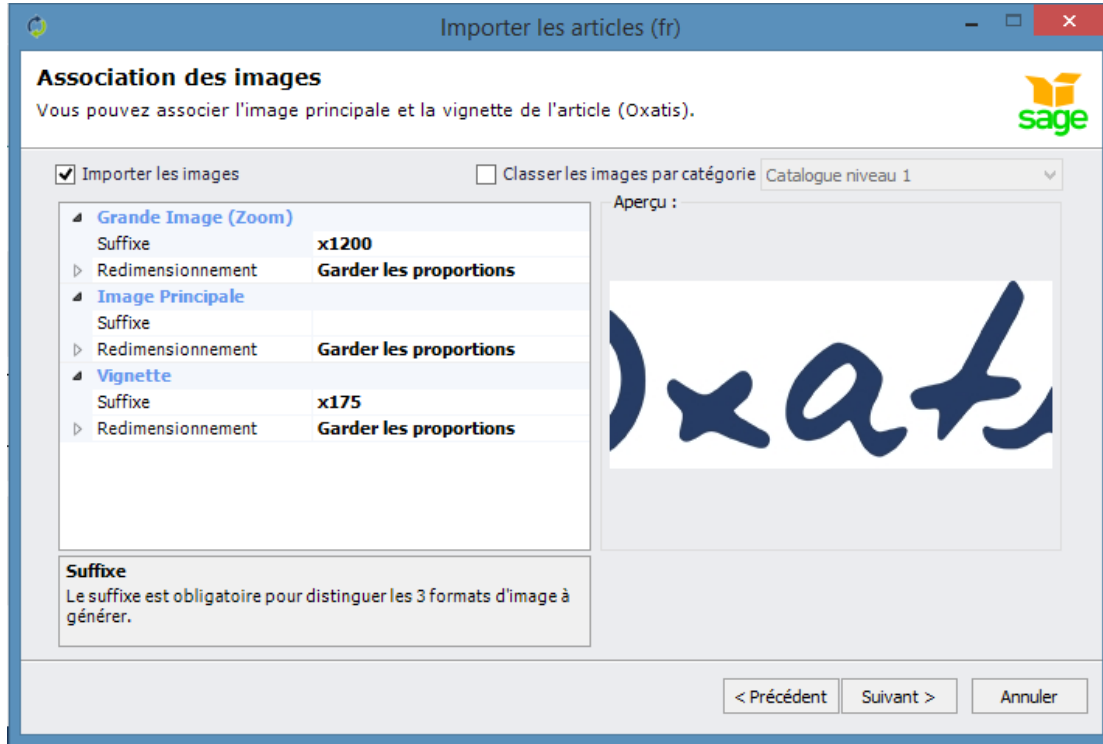 Importer les articles (fr)
Association des images
Vous pouvez associer l'image principale et la vignette de l'article (Oxatis).
sage
Importer les images
Classer les images par catégorie Catalogue niveau 1
Grande Image (Zoom)
Suffixe x1200
Redimensionnement Garder les proportions
Image Principale
Suffixe
Redimensionnement Garder les proportions
Vignette
Suffixe x175
Redimensionnement Garder les proportions
Aperçu :
Oxatis
Suffixe
Le suffixe est obligatoire pour distinguer les 3 formats d'image à
générer.
< Précédent Suivant > Annuler